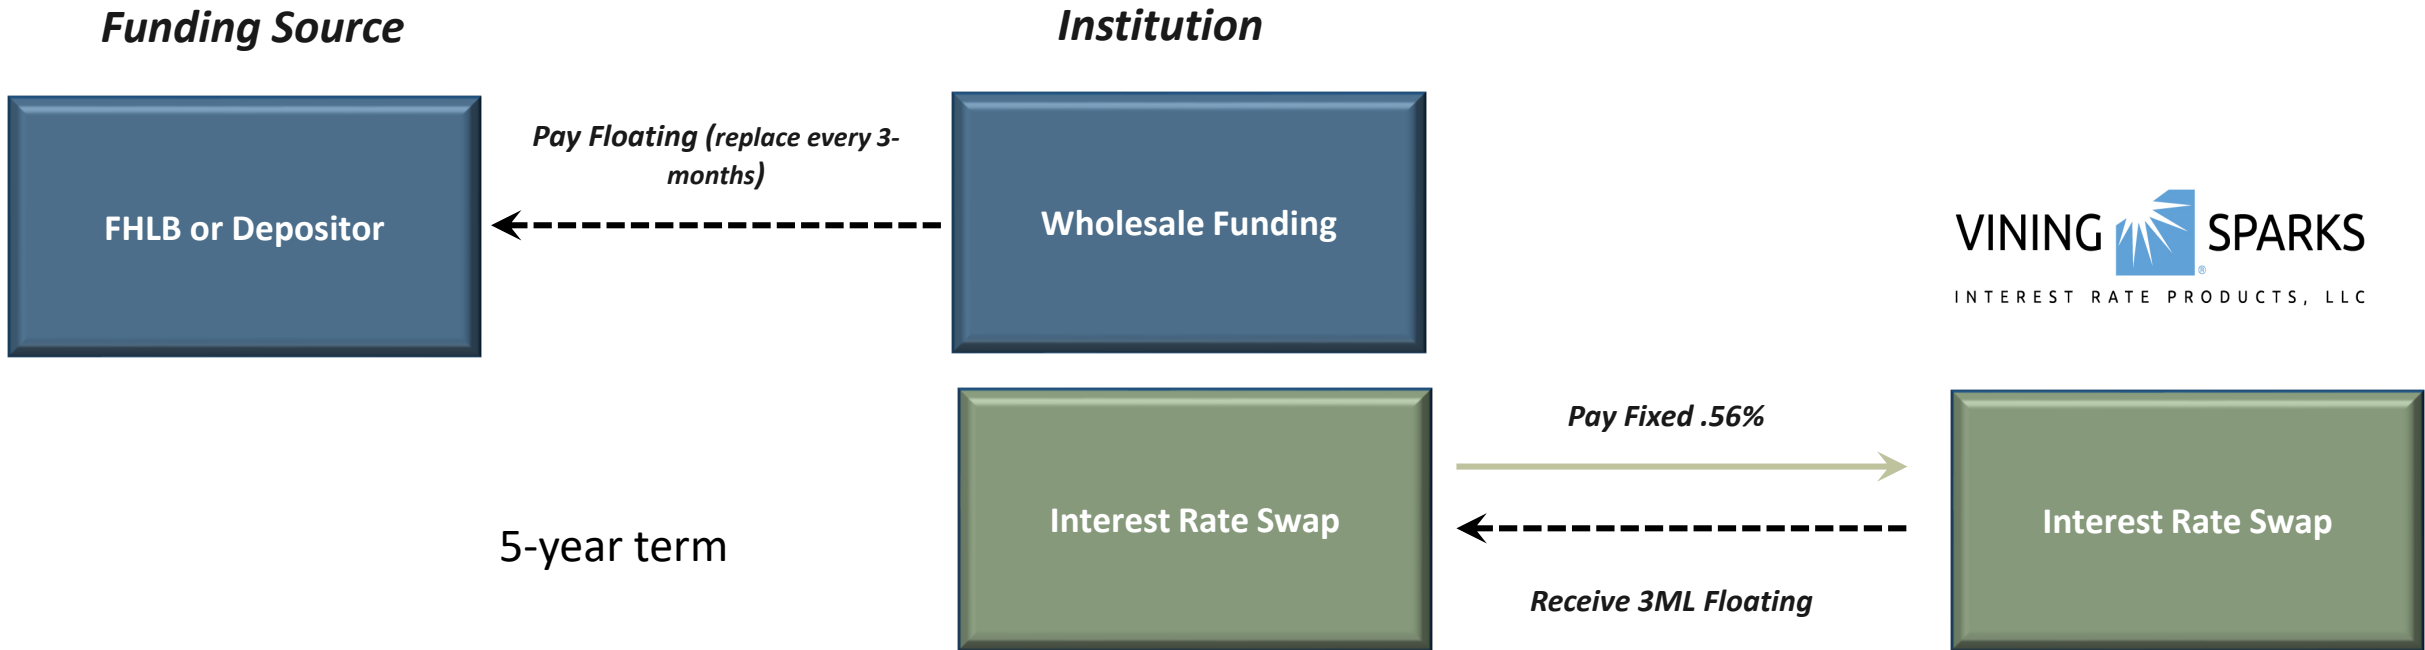 Funding Source
Institution
FHLB or Depositor
Pay Floating (replace every 3-
months)
Wholesale Funding
VINING SPARKS
®
INTEREST RATE PRODUCTS, LLC
5-year term
Interest Rate Swap
Pay Fixed .56%
Receive 3ML Floating
Interest Rate Swap